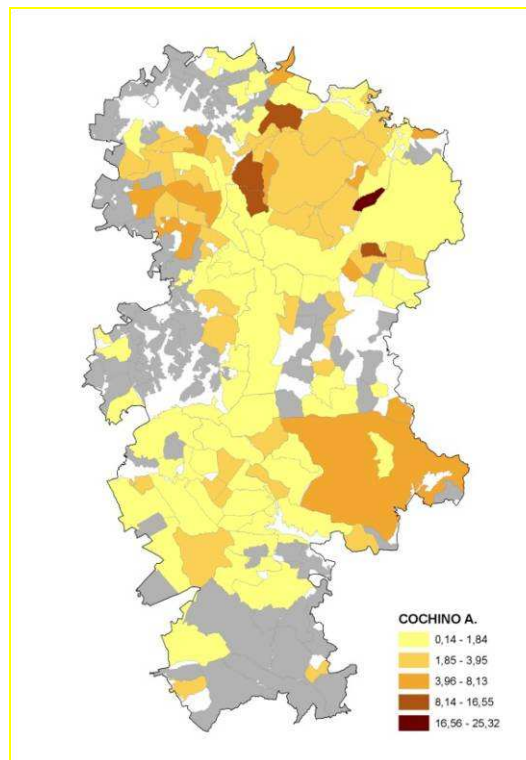 COCHINO A.
0,14 - 1,84
1,85 - 3,95
3,96 - 8,13
8,14 - 16,55
16,56 - 25,32